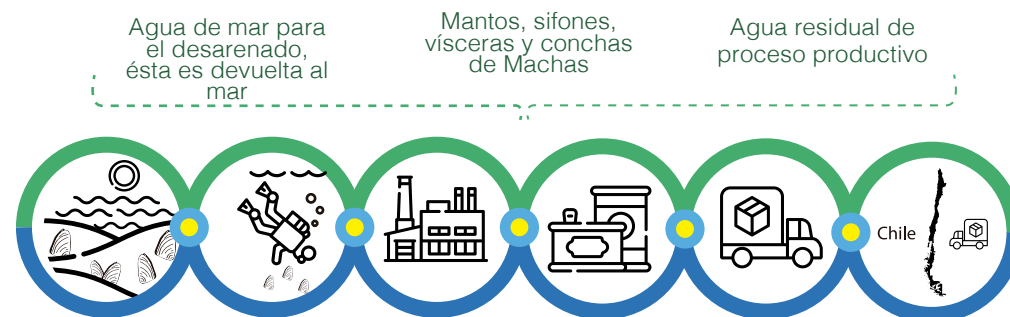 Agua de mar para
el desarenado,
ésta es devuelta al
mar
Mantos, sifones,
vísceras y conchas
de Machas
Agua residual de
proceso productivo
Chile